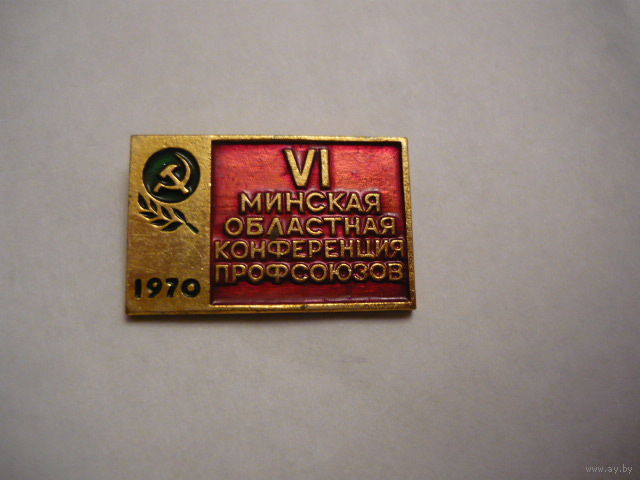 VI
МИНСКАЯ
ОБЛАСТНАЯ
КОНФЕРЕНЦИЯ
ПРОФСОЮЗОВ
1970
www.ay.by